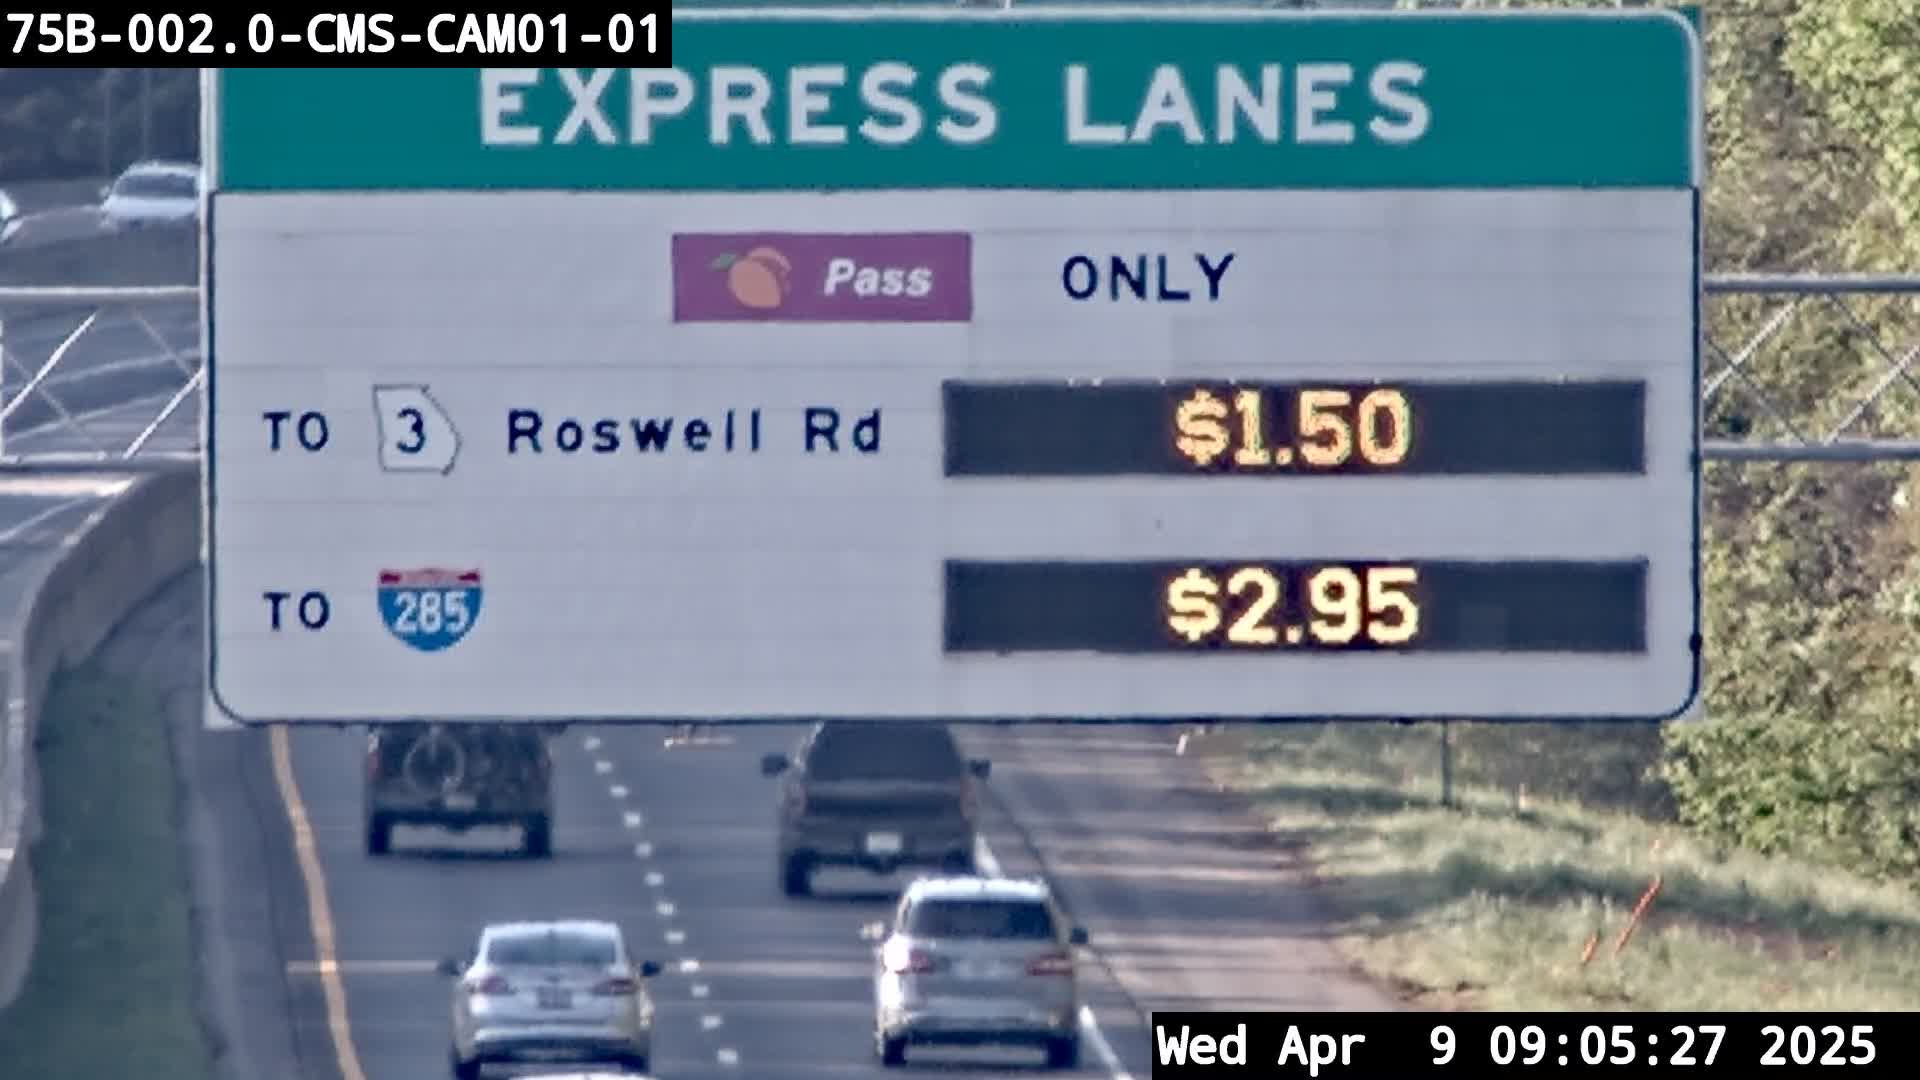 75B-002.0-CMS-CAM01-01
EXPRESS LANES
Pass ONLY
TO 3 Roswell Rd $1.50
TO 285 $2.95
Wed Apr 9 09:05:27 2025